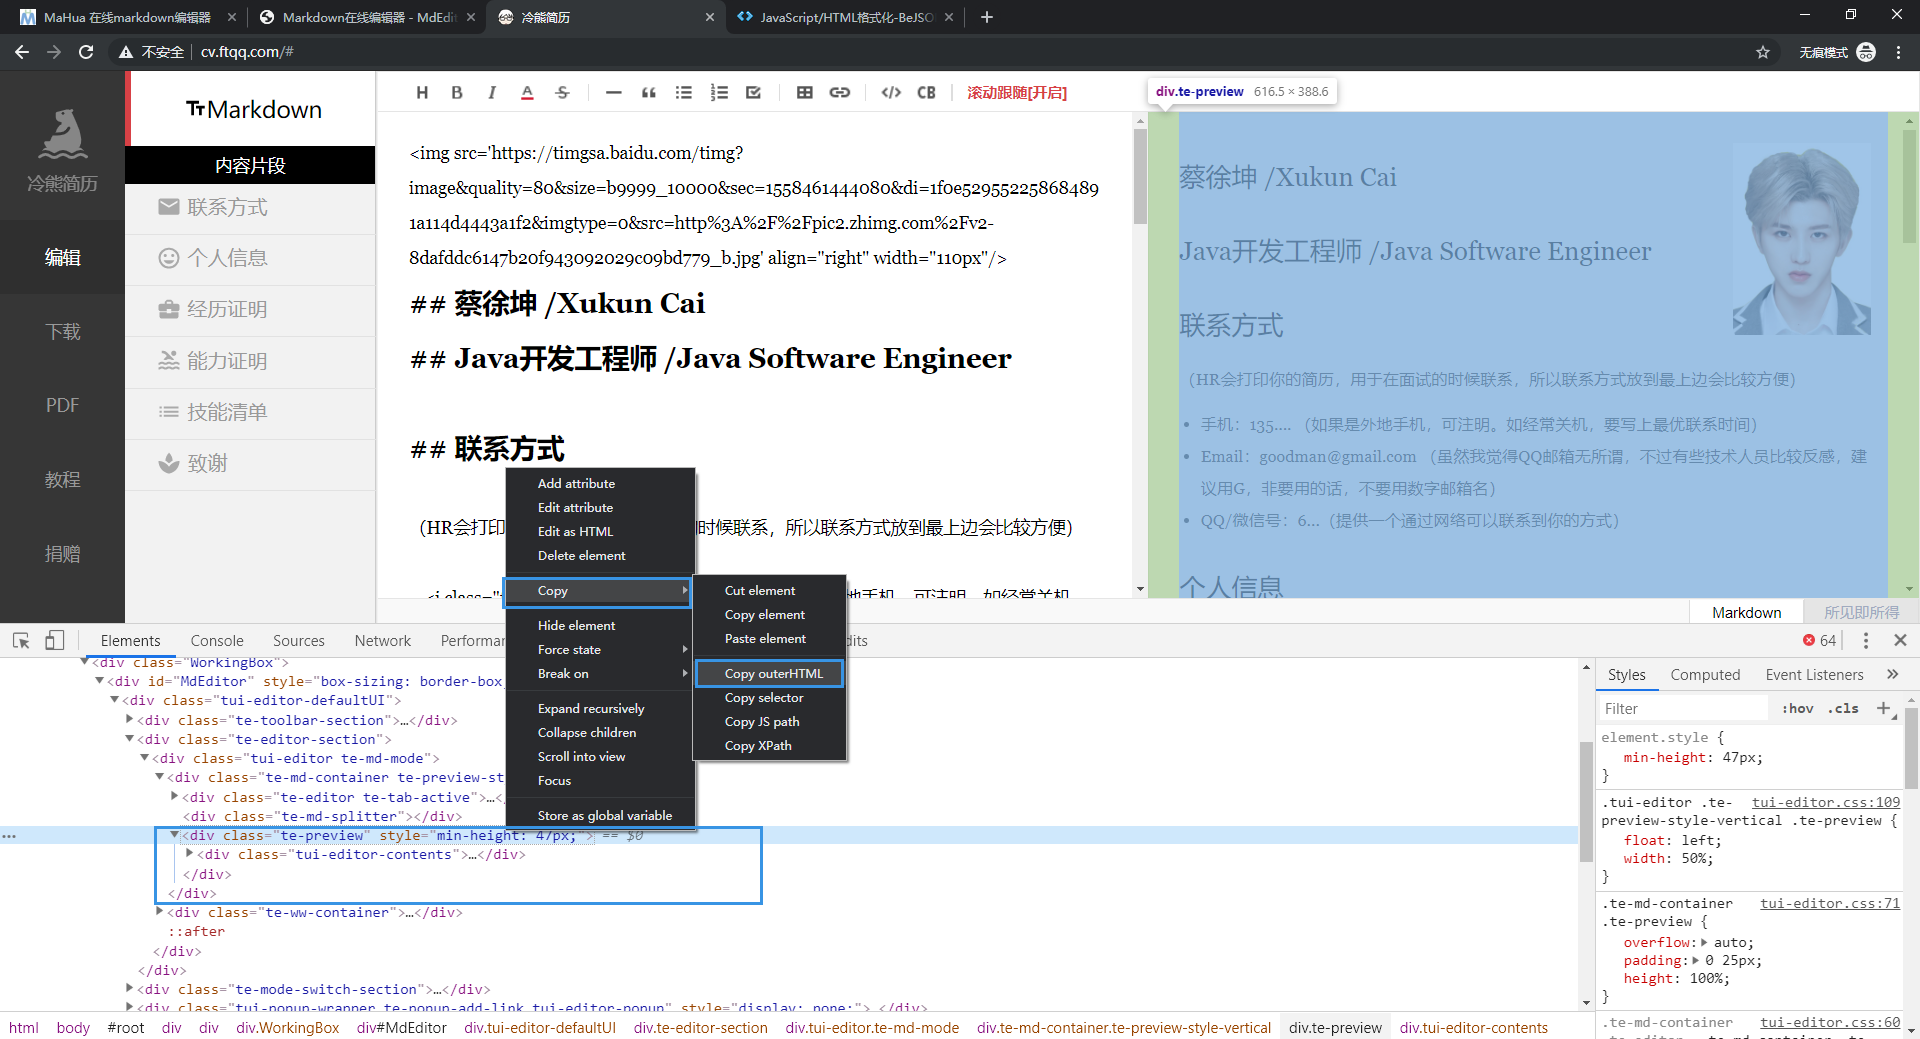 MaHua 在线markdown编辑器
Markdown在线编辑器 - MdEdit
冷熊简历
JavaScript/HTML格式化-BeJSO
不安全
cv.ftqq.com/#
无痕模式
冷熊简历
编辑
下载
PDF
教程
捐赠
TT Markdown
内容片段
联系方式
个人信息
经历证明
能力证明
技能清单
致谢
H B I A S
CB
滚动跟随[开启]
<img src='https://timgsa.baidu.com/timg?
image&quality=80&size=b9999_10000&sec=1558461444080&di=1f0e52955225868489
1a114d4443a1f2&imgtype=0&src=http%3A%2F%2Fpic2.zhimg.com%2Fv2-
8dafddc6147b20f943092029c09bd779_b.jpg' align="right" width="110px"/>
## 蔡徐坤 /Xukun Cai
## Java开发工程师 /Java Software Engineer
## 联系方式
（HR会打印
时候联系，所以联系方式放到最上边会比较方便）
<i class="
地手机，可注明。如经常关机
div.te-preview 616.5 × 388.6
蔡徐坤 /Xukun Cai
Java开发工程师 /Java Software Engineer
联系方式
（HR会打印你的简历，用于在面试的时候联系，所以联系方式放到最上边会比较方便）
• 手机：135.... （如果是外地手机，可注明。如经常关机，要写上最优联系时间）
• Email：goodman@gmail.com （虽然我觉得QQ邮箱无所谓，不过有些技术人员比较反感，建
议用G，非要用的话，不要用数字邮箱名）
• QQ/微信号：6...（提供一个通过网络可以联系到你的方式）
个人信息
Markdown
所见即所得
Add attribute
Edit attribute
Edit as HTML
Delete element
Copy
Hide element
Force state
Break on
Expand recursively
Collapse children
Scroll into view
Focus
Store as global variable
Cut element
Copy element
Paste element
Copy outerHTML
Copy selector
Copy JS path
Copy XPath
Elements Console Sources Network Performan dits
64
<div class="WorkingBox">
<div id="MdEditor" style="box-sizing: border-box
<div class="tui-editor-defaultUI">
<div class="te-toolbar-section">…</div>
<div class="te-editor-section">
<div class="tui-editor te-md-mode">
<div class="te-md-container te-preview-st
<div class="te-editor te-tab-active">…<
<div class="te-md-splitter"></div>
<div class="te-preview" style="min-height: 47px;"> == $0
<div class="tui-editor-contents">…</div>
</div>
</div>
<div class="te-ww-container">…</div>
::after
</div>
</div>
<div class="te-mode-switch-section">…</div>
<div class="tui-popup-wrapper te-popup-add-link tui-editor-popup" style="display: none;"> </div>
html body #root div div div.WorkingBox div#MdEditor div.tui-editor-defaultUI div.te-editor-section div.tui-editor.te-md-mode div.te-md-container.te-preview-style-vertical div.te-preview div.tui-editor-contents
Styles Computed Event Listeners »
Filter :hov .cls +
element.style {
min-height: 47px;
}
.tui-editor .te- tui-editor.css:109
preview-style-vertical .te-preview {
float: left;
width: 50%;
}
.te-md-container tui-editor.css:71
.te-preview {
overflow: auto;
padding: 0 25px;
height: 100%;
}
.te-md-container tui-editor.css:60